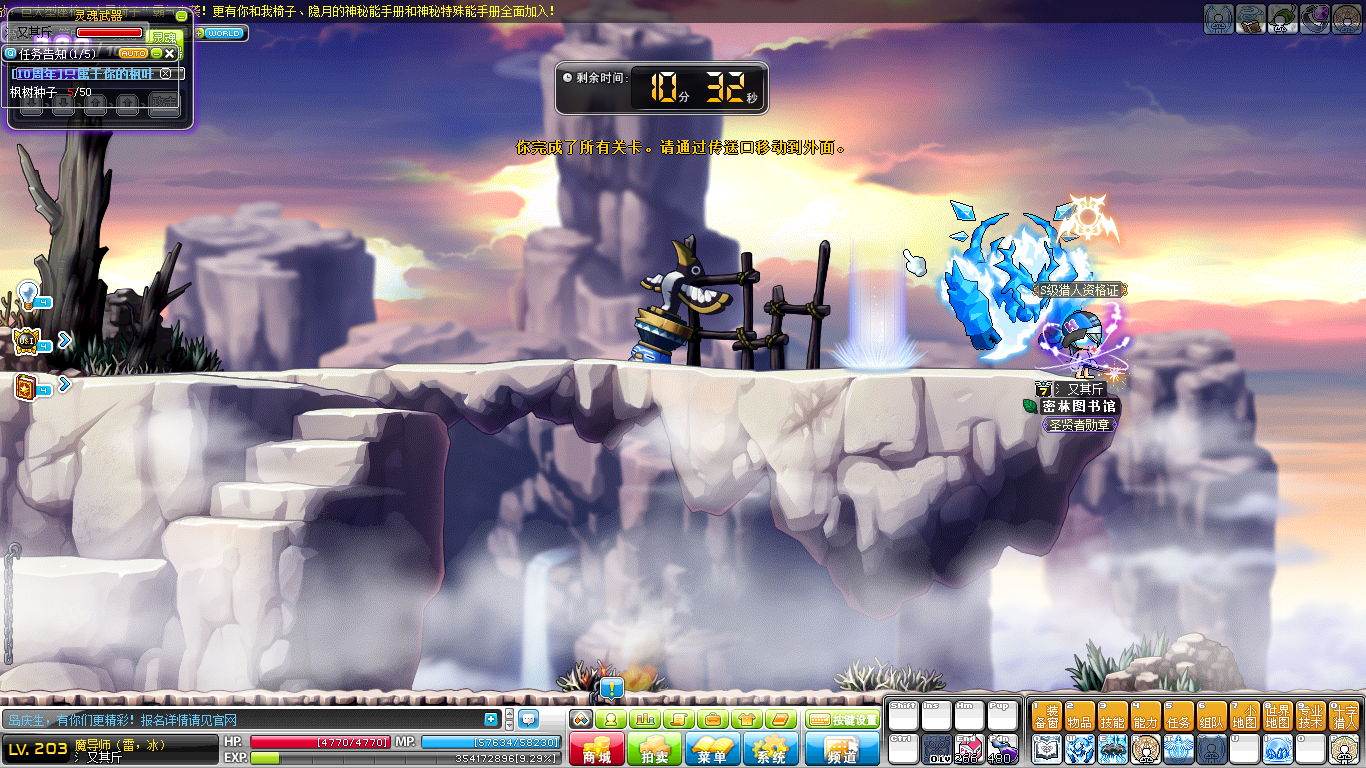 更有你和我椅子、隐月的神秘能手册和神秘特殊能手册全面加入！
灵魂武器
又其斤
灵魂
WORLD
任务告知(1/5)
AUTO
[10周年]只属于你的枫叶
枫树种子 5/50
攻击
剩余时间:
10分 32秒
你完成了所有关卡。请通过传送口移动到外面。
S级猎人资格证
又其斤
密林图书馆
圣贤者勋章
岳庆生，有你们更精彩！报名详情请见官网
按键设置
LV. 203
魔导师（雷，冰）
又其斤
HP. [4770/4770] MP. [57634/58230]
EXP. 354172896[9.29%]
商城
拍卖
菜单
系统
频道
Shift Ins Hm Pup
Ctrl
End
266
480
装备窗
物品
技能
能力
任务
组队
个地图
世界地图
专业技术
十字猎人